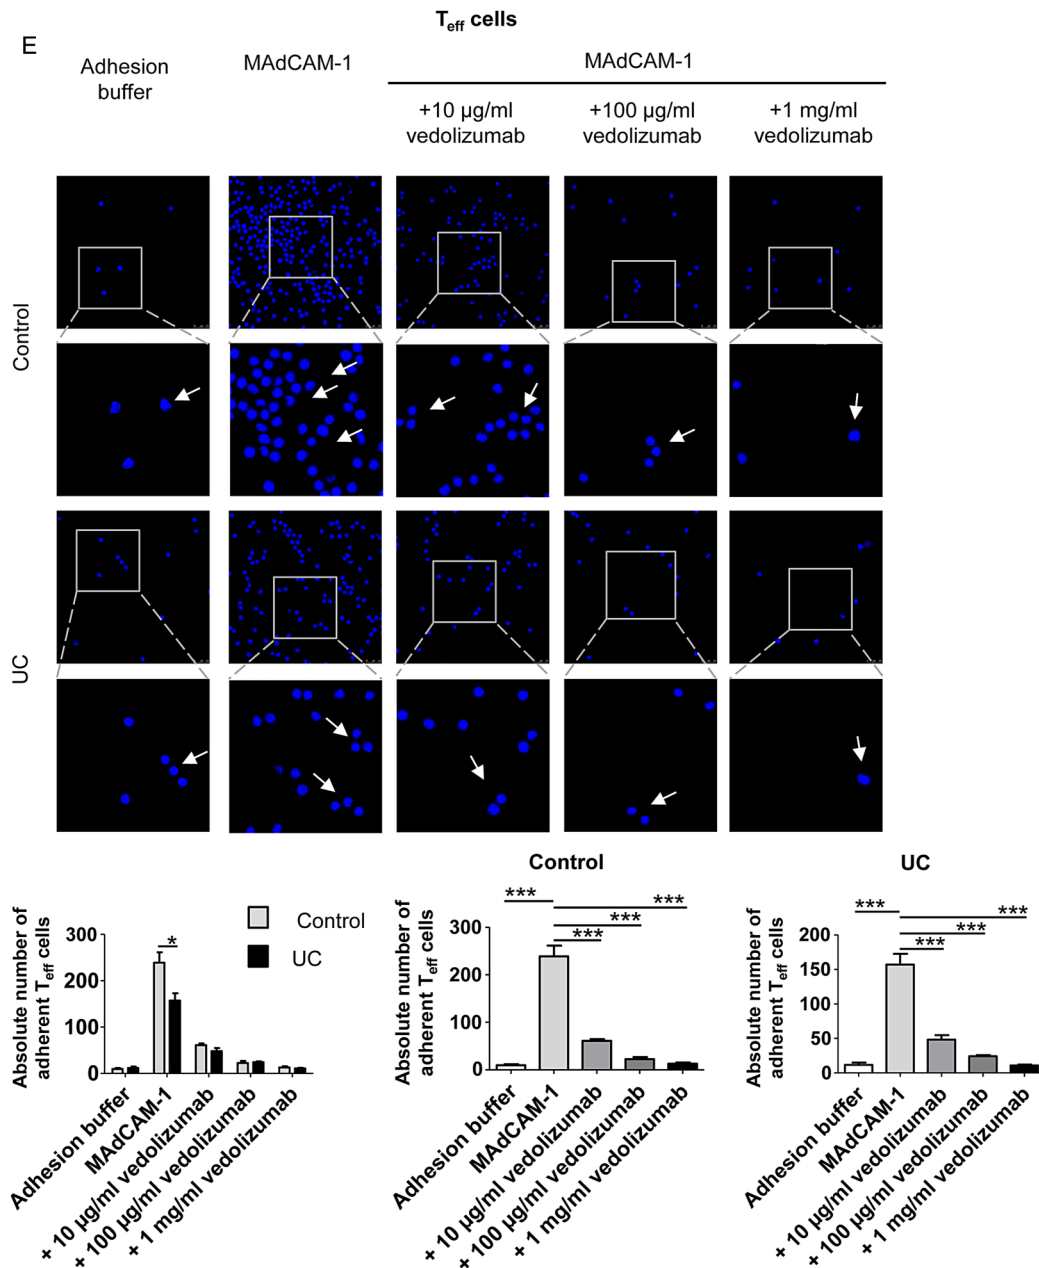 T_eff cells
E
Adhesion
buffer
MAdCAM-1
MAdCAM-1
+10 µg/ml
vedolizumab
+100 µg/ml
vedolizumab
+1 mg/ml
vedolizumab
Control
UC
Absolute number of
adherent T_eff cells
300
200
100
0
*
Control
UC
Adhesion buffer
MAdCAM-1
+ 10 µg/ml vedolizumab
+ 100 µg/ml vedolizumab
+ 1 mg/ml vedolizumab
Control
Absolute number of
adherent T_eff cells
300
200
100
0
***
***
***
***
Adhesion buffer
MAdCAM-1
+ 10 µg/ml vedolizumab
+ 100 µg/ml vedolizumab
+ 1 mg/ml vedolizumab
UC
Absolute number of
adherent T_eff cells
200
150
100
50
0
***
***
***
***
Adhesion buffer
MAdCAM-1
+ 10 µg/ml vedolizumab
+ 100 µg/ml vedolizumab
+ 1 mg/ml vedolizumab